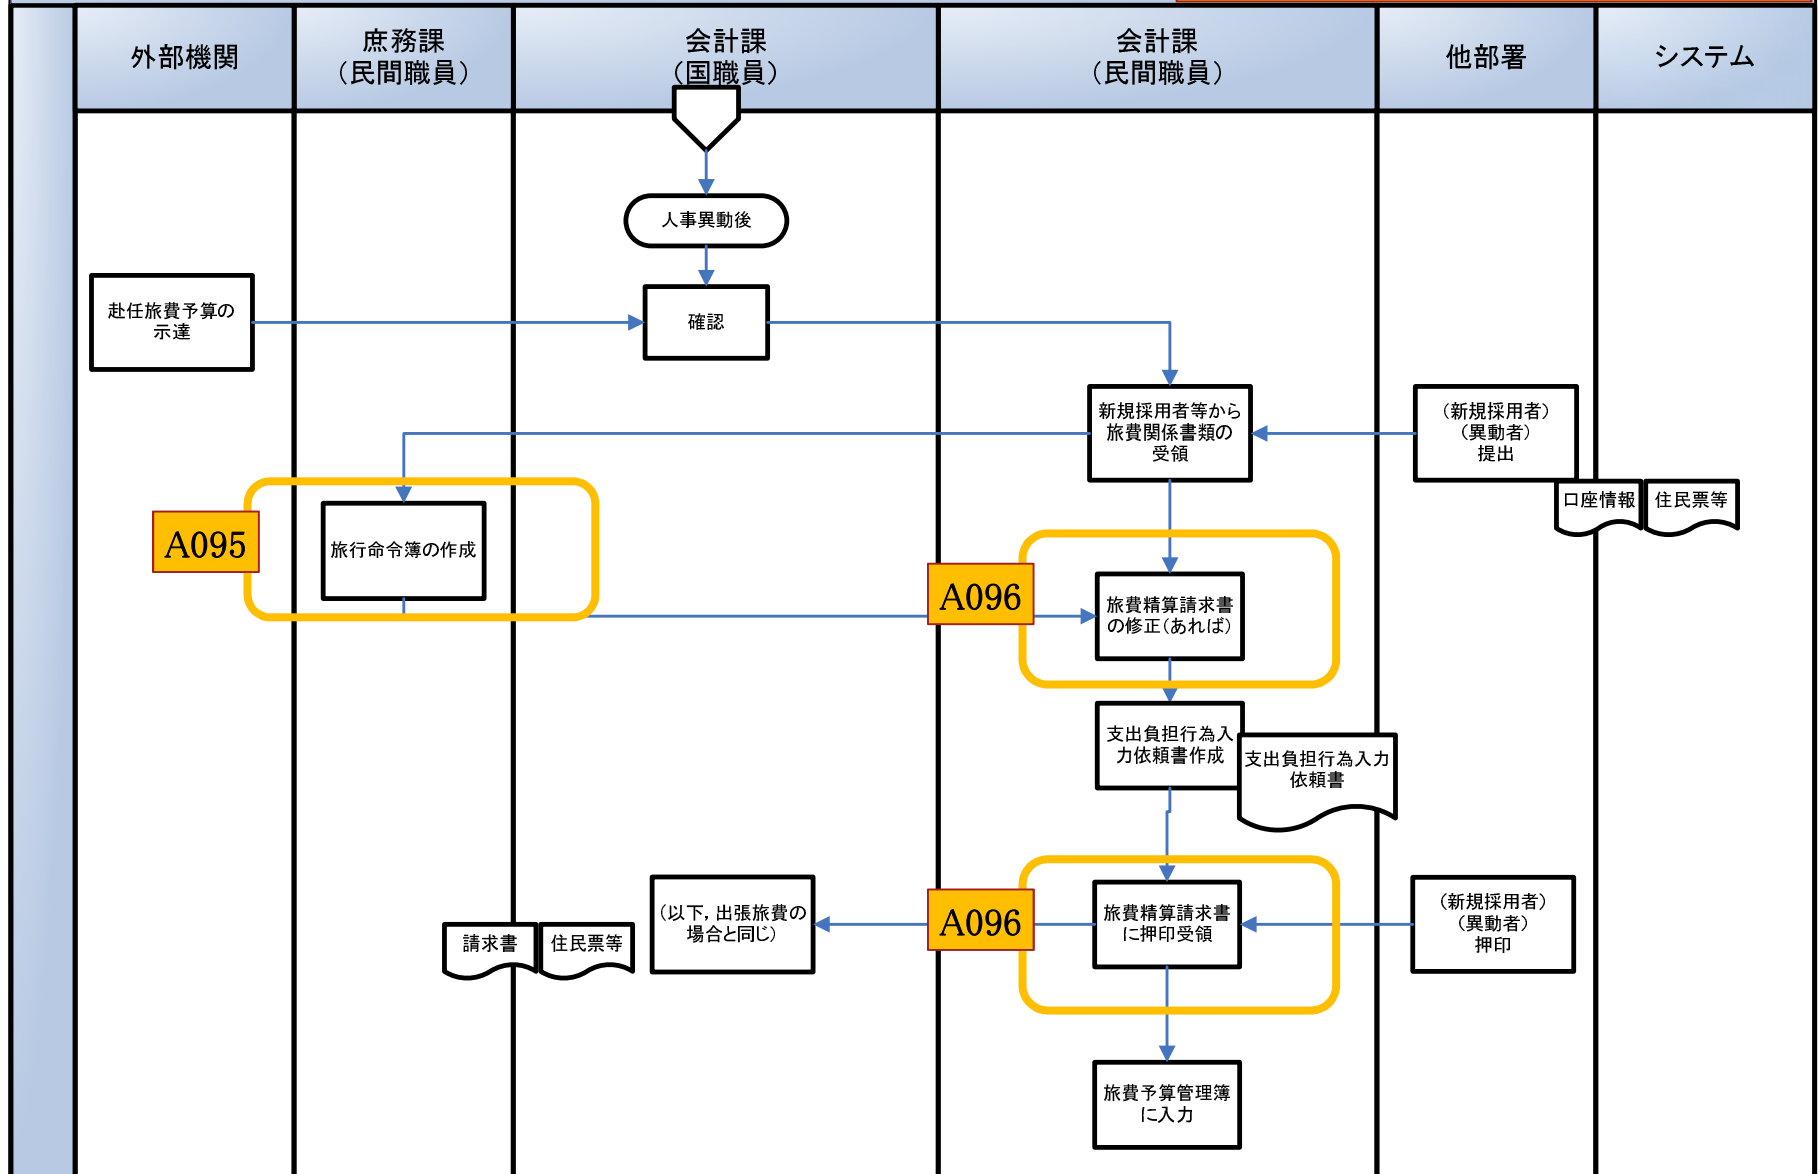 外部機関
庶務課
（民間職員）
会計課
（国職員）
会計課
（民間職員）
他部署
システム
人事異動後
赴任旅費予算の
示達
確認
新規採用者等から
旅費関係書類の
受領
（新規採用者）
（異動者）
提出
口座情報
住民票等
A095
旅行命令簿の作成
A096
旅費精算請求書
の修正（あれば）
支出負担行為入
力依頼書作成
支出負担行為入力
依頼書
請求書
住民票等
（以下，出張旅費の
場合と同じ）
A096
旅費精算請求書
に押印受領
（新規採用者）
（異動者）
押印
旅費予算管理簿
に入力